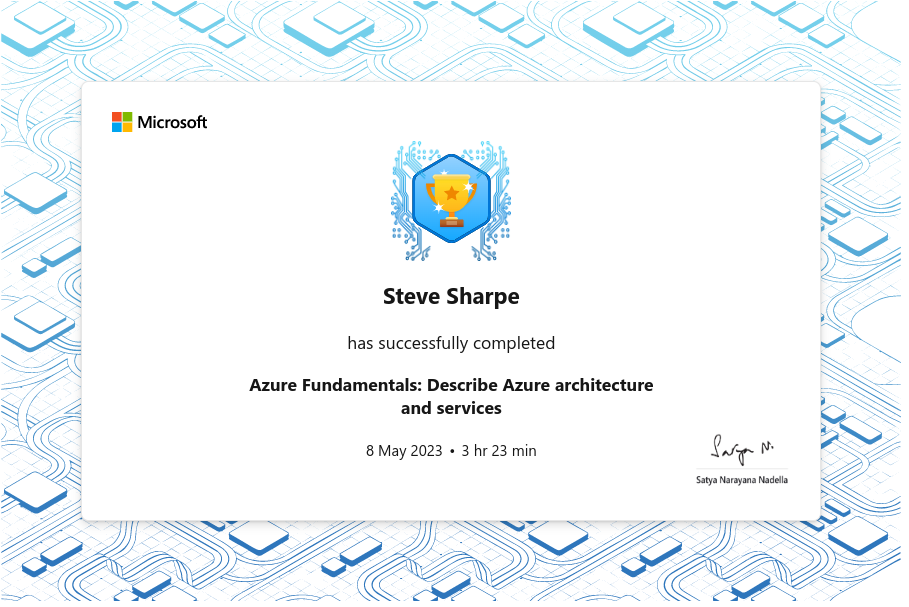 Microsoft
Steve Sharpe
has successfully completed
Azure Fundamentals: Describe Azure architecture
and services
8 May 2023 • 3 hr 23 min
Satya N.
Satya Narayana Nadella